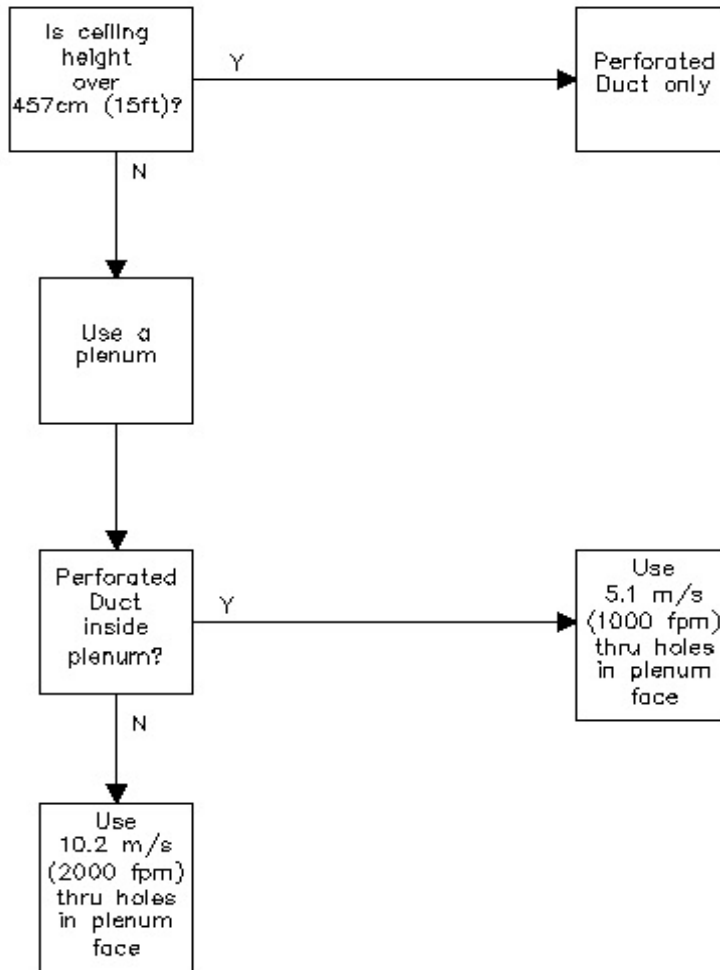 Is ceiling
height
over
457cm (15ft)?
Y
Perforated
Duct only
N
Use a
plenum
Perforated
Duct
inside
plenum?
Y
Use
5.1 m/s
(1000 fpm)
thru holes
in plenum
face
N
Use
10.2 m/s
(2000 fpm)
thru holes
in plenum
face